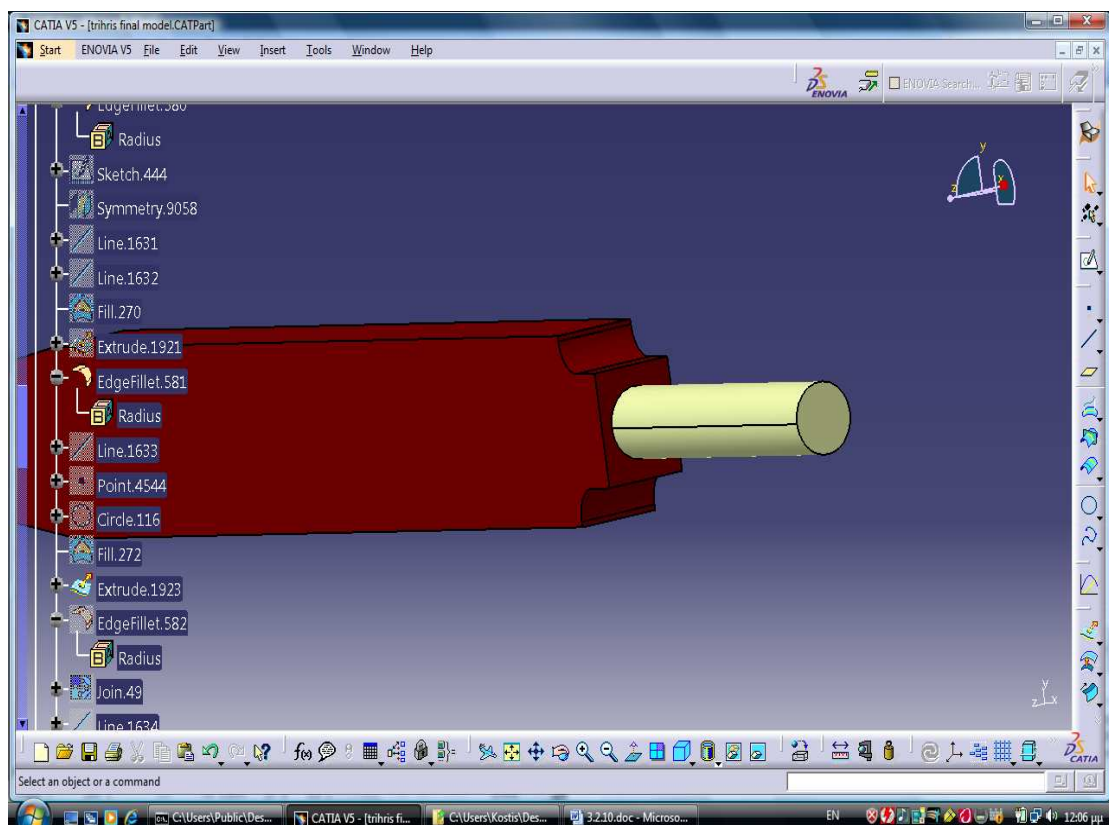 CATIA V5 - [trihris final model.CATPart]
Start ENOVIA V5 File Edit View Insert Tools Window Help
ENOVIA ENOVIA Search...
EdgeFillet.580
Radius
Sketch.444
Symmetry.9058
Line.1631
Line.1632
Fill.270
Extrude.1921
EdgeFillet.581
Radius
Line.1633
Point.4544
Circle.116
Fill.272
Extrude.1923
EdgeFillet.582
Radius
Join.49
Line.1634
y
z x
y
z x
f(x)
CATIA
Select an object or a command
C:\Users\Public\Des... CATIA V5 - [trihris fi... C:\Users\Kostis\Des... 3.2.10.doc - Microso... EN 12:06 μμ